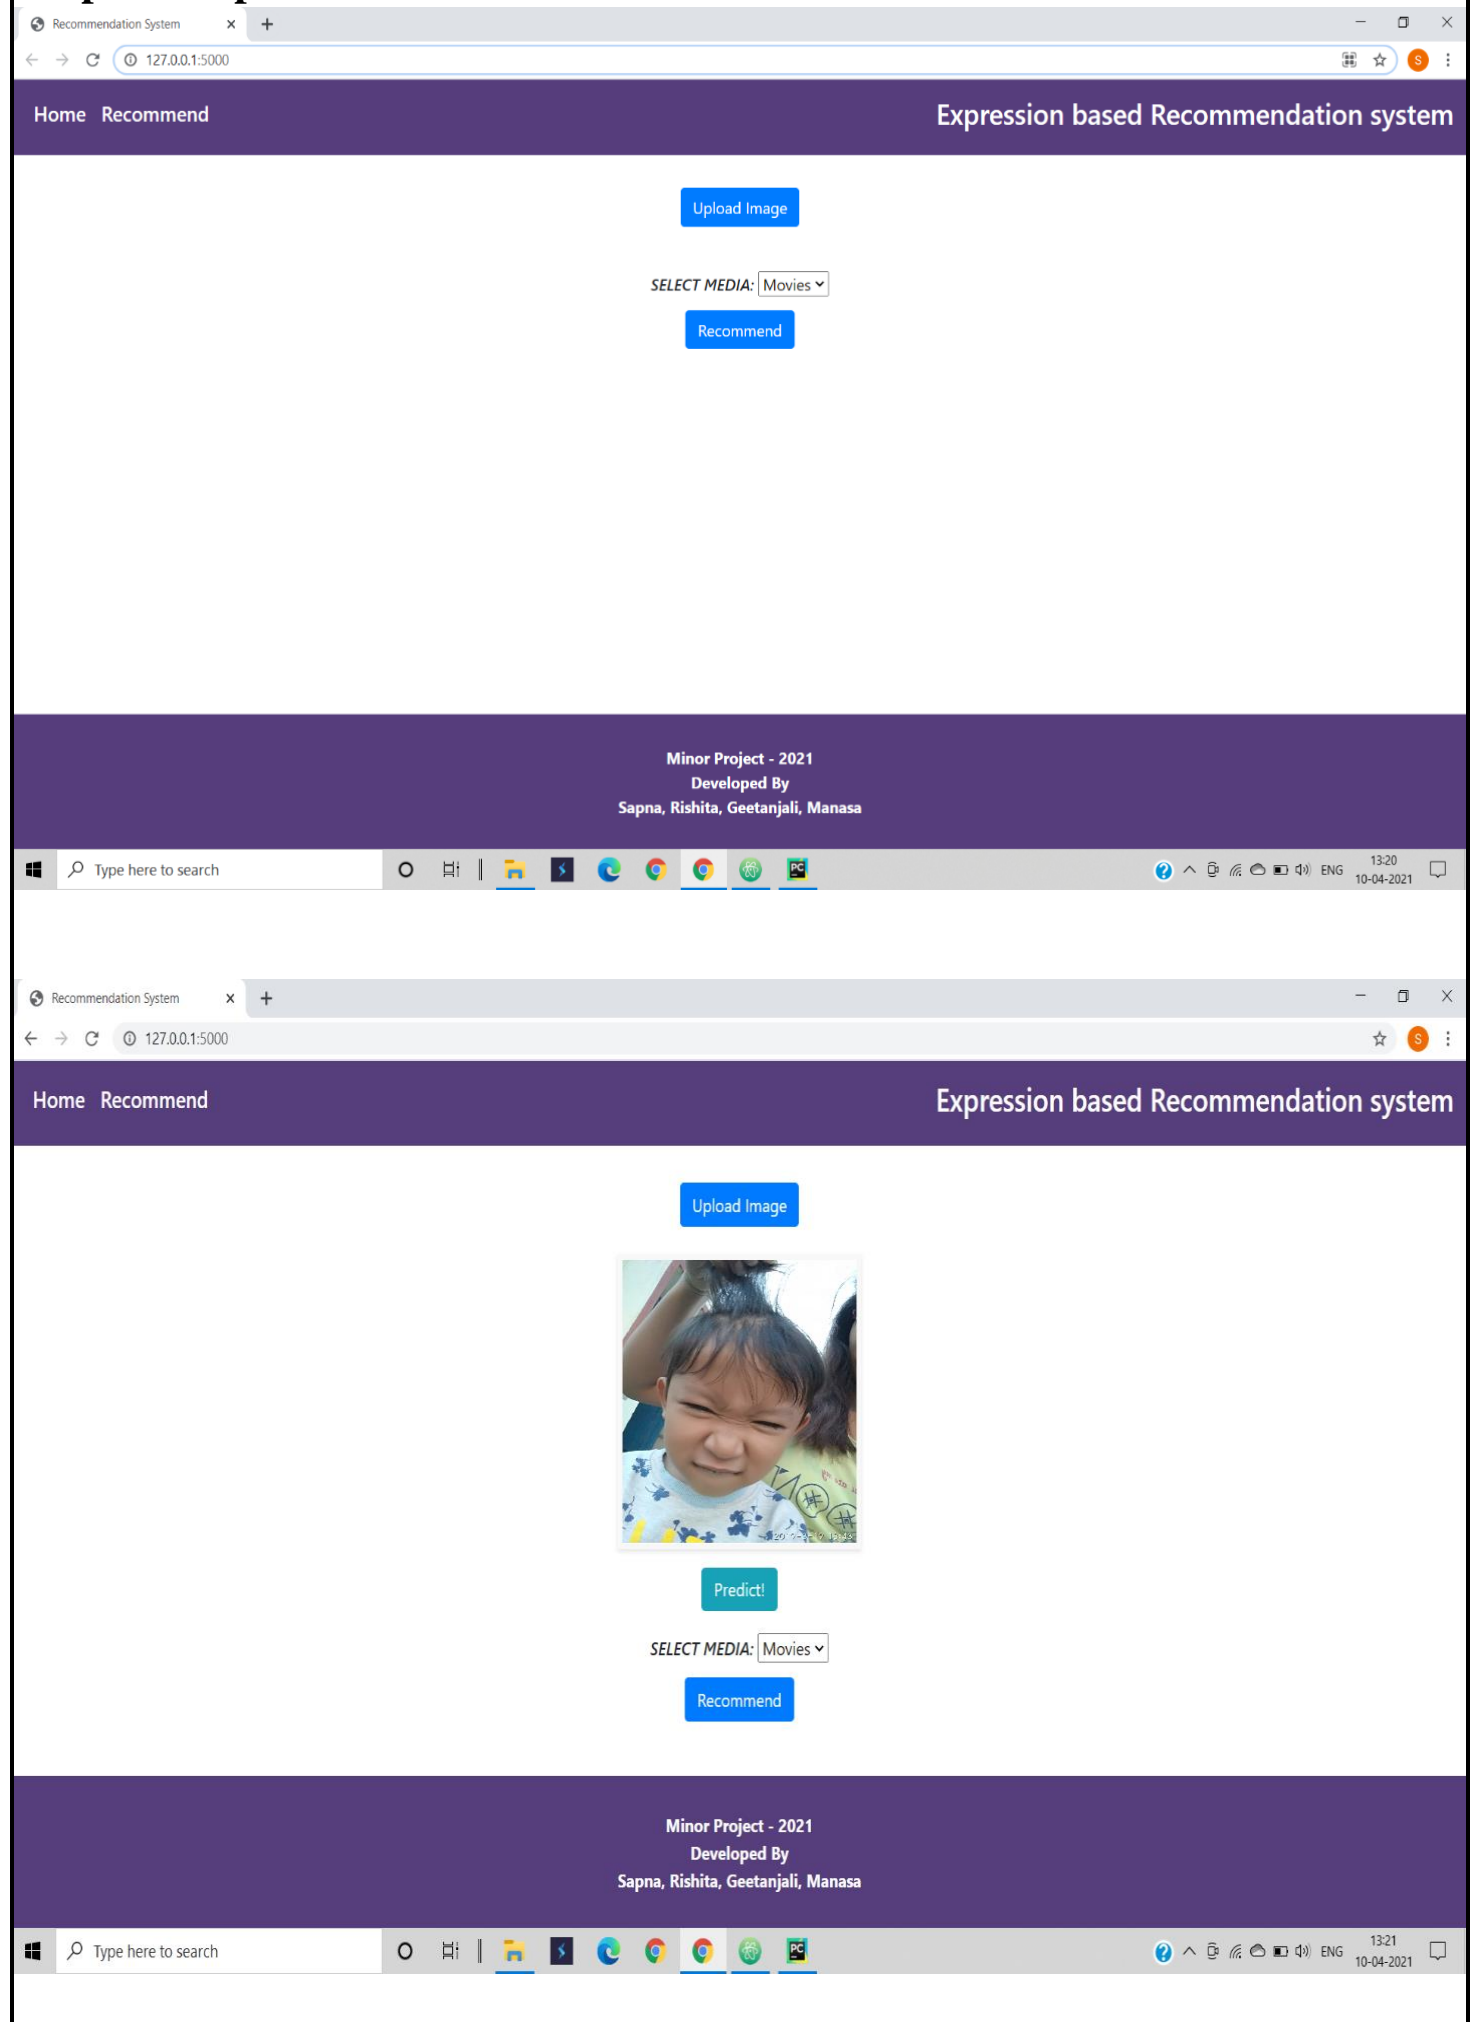 Recommendation System
127.0.0.1:5000
S
Home Recommend
Expression based Recommendation system
Upload Image
SELECT MEDIA: Movies
Recommend
Minor Project - 2021
Developed By
Sapna, Rishita, Geetanjali, Manasa
Type here to search
PC
ENG
13:20
10-04-2021
Recommendation System
127.0.0.1:5000
S
Home Recommend
Expression based Recommendation system
Upload Image
Predict!
SELECT MEDIA: Movies
Recommend
Minor Project - 2021
Developed By
Sapna, Rishita, Geetanjali, Manasa
Type here to search
PC
ENG
13:21
10-04-2021